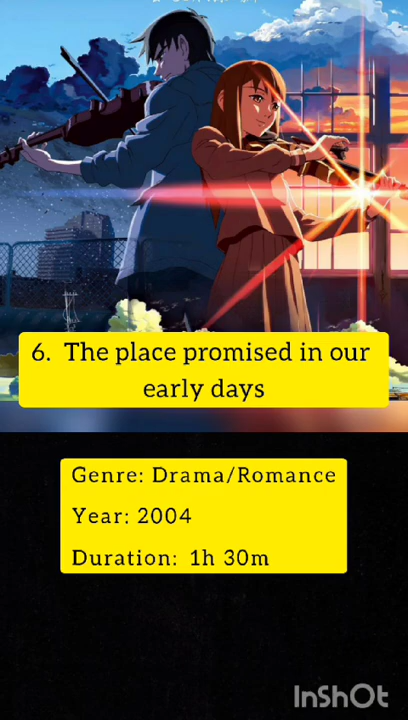 6. The place promised in our
early days
Genre: Drama/Romance
Year: 2004
Duration: 1h 30m
InShOt